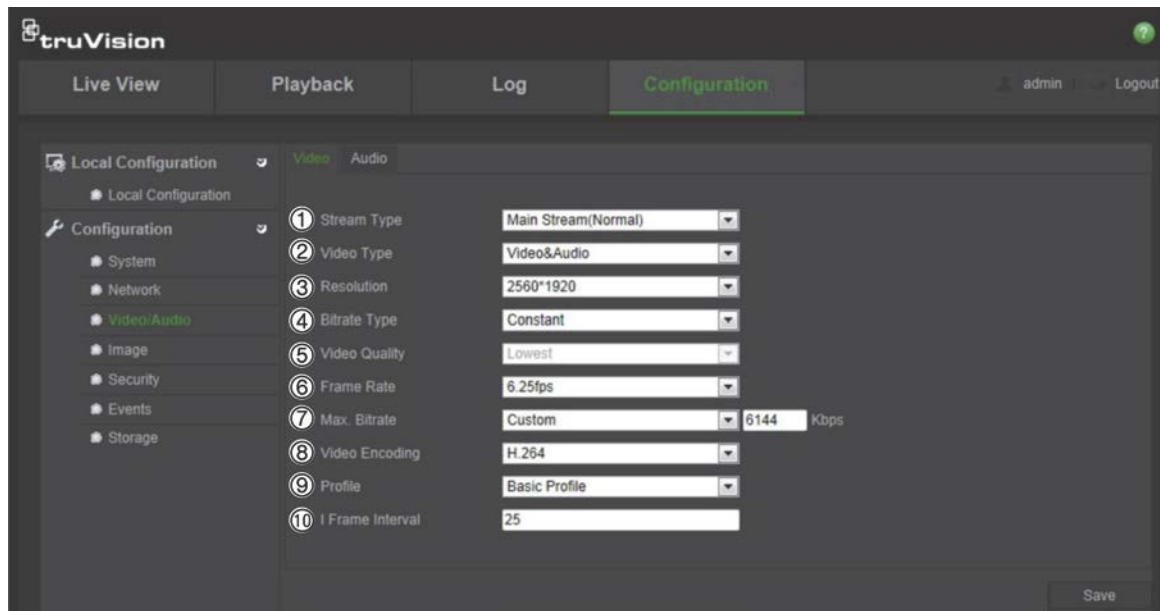 truVision
?
Live View Playback Log Configuration admin Logout
Local Configuration
Local Configuration
Configuration
System
Network
Video/Audio
Image
Security
Events
Storage
Video Audio
① Stream Type Main Stream(Normal)
② Video Type Video&Audio
③ Resolution 2560*1920
④ Bitrate Type Constant
⑤ Video Quality Lowest
⑥ Frame Rate 6.25fps
⑦ Max. Bitrate Custom 6144 Kbps
⑧ Video Encoding H.264
⑨ Profile Basic Profile
⑩ I Frame Interval 25
Save